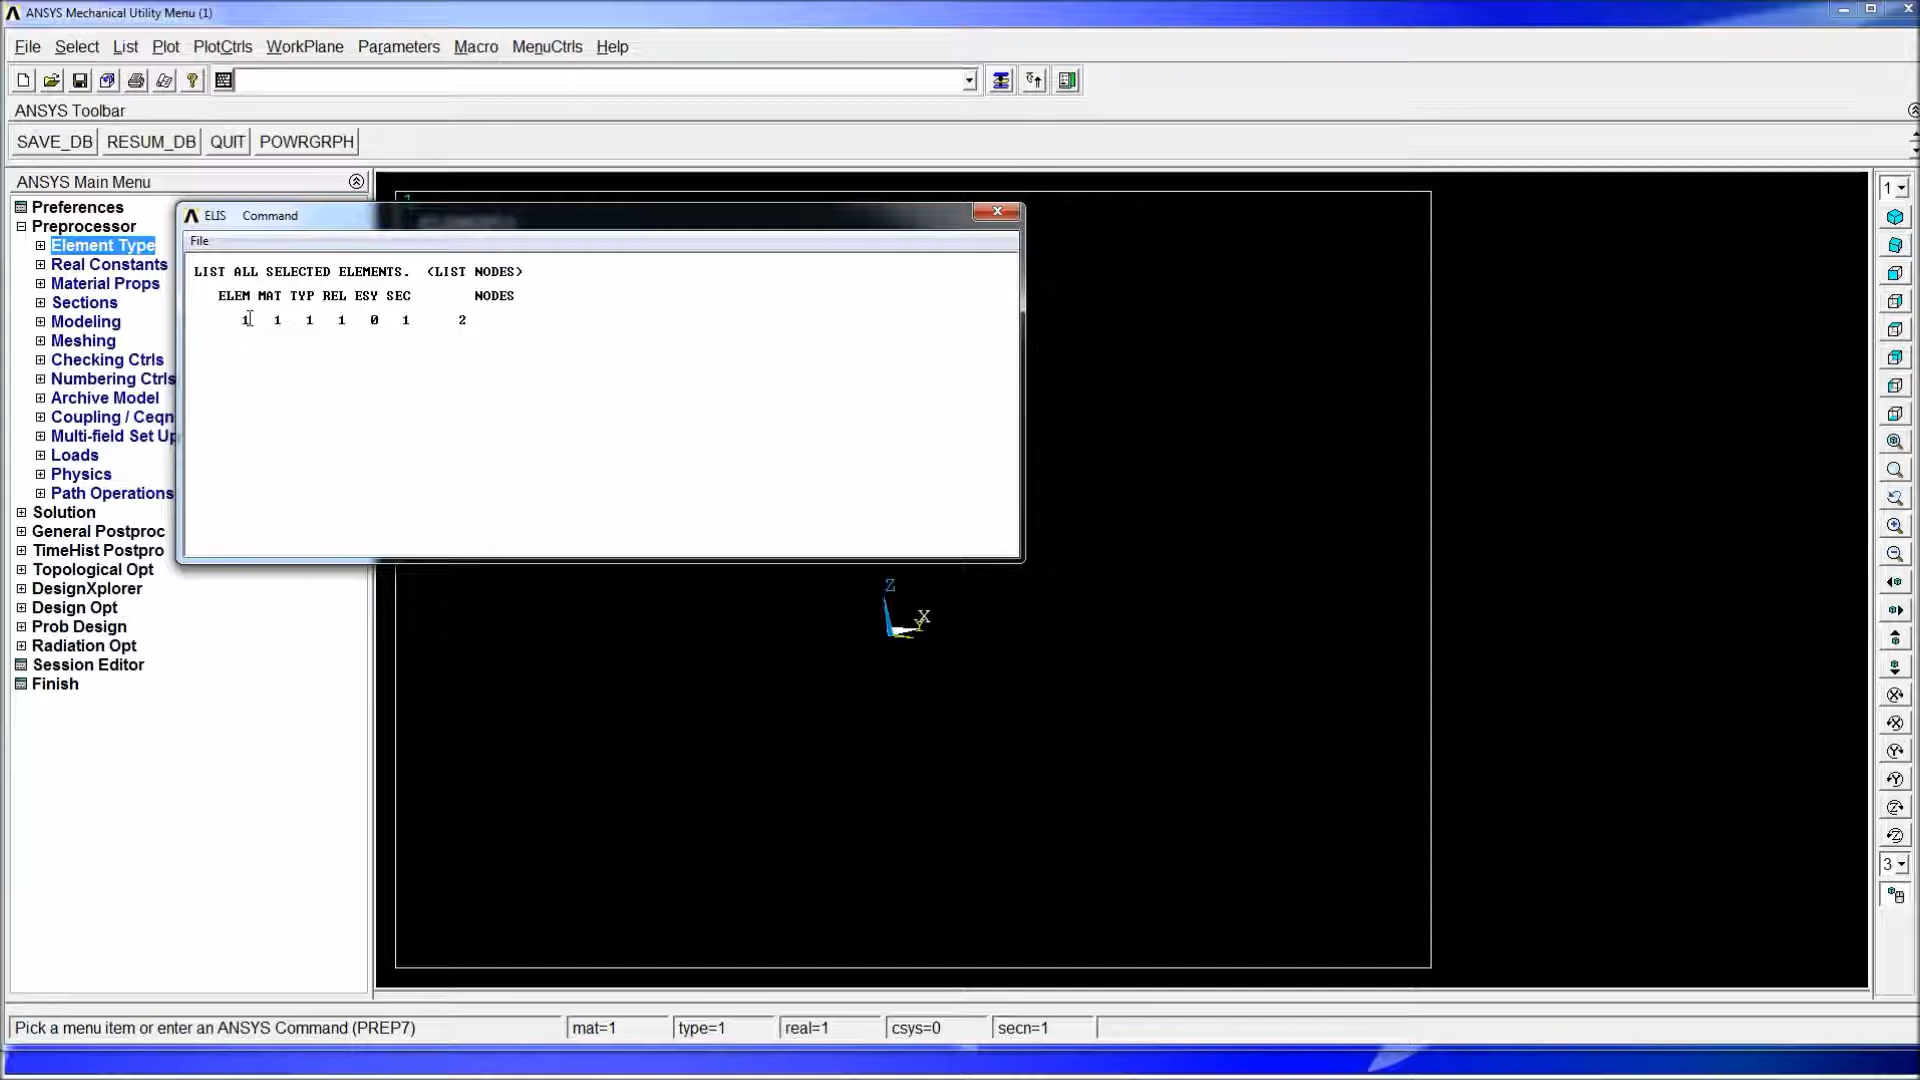 ANSYS Mechanical Utility Menu (1)
File Select List Plot PlotCtrls WorkPlane Parameters Macro MenuCtrls Help
ANSYS Toolbar
SAVE_DB RESUM_DB QUIT POWRGRPH
ANSYS Main Menu
Preferences
Preprocessor
Element Type
Real Constants
Material Props
Sections
Modeling
Meshing
Checking Ctrls
Numbering Ctrls
Archive Model
Coupling / Ceqn
Multi-field Set Up
Loads
Physics
Path Operations
Solution
General Postproc
TimeHist Postpro
Topological Opt
DesignXplorer
Design Opt
Prob Design
Radiation Opt
Session Editor
Finish
ELIS Command
File
LIST ALL SELECTED ELEMENTS. (LIST NODES)
ELEM MAT TYP REL ESY SEC NODES
1 1 1 1 0 1 2
Z
X
Y
1
3
Pick a menu item or enter an ANSYS Command (PREP7)
mat=1
type=1
real=1
csys=0
secn=1